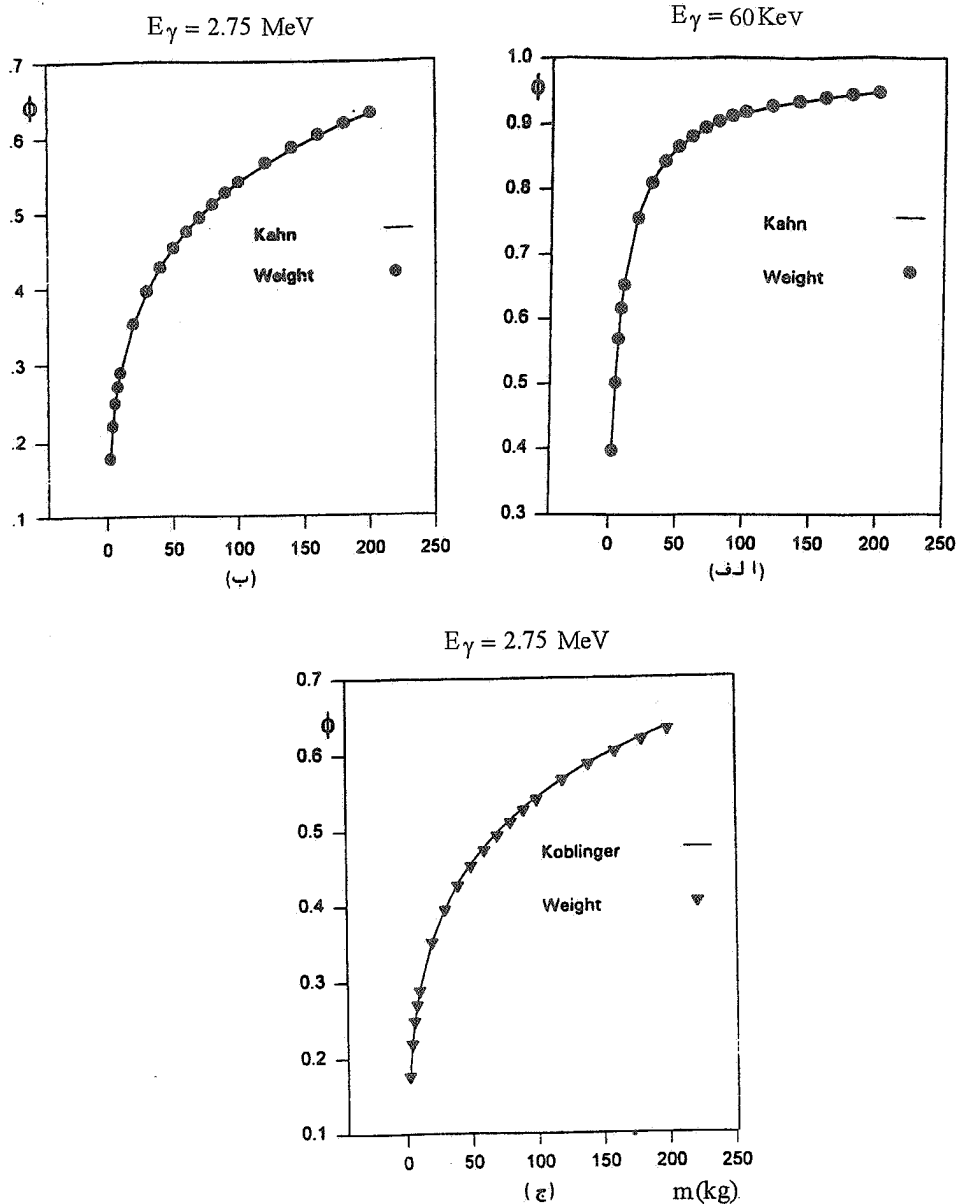 E γ = 2.75 MeV
.7
ϕ
.6
.5
.4
.3
.2
.1
Kahn
Weight
0 50 100 150 200 250
(ب)
E γ = 60 Kev
1.0
ϕ
0.9
0.8
0.7
0.6
0.5
0.4
0.3
Kahn
Weight
0 50 100 150 200 250
(الف)
E γ = 2.75 MeV
0.7
ϕ
0.6
0.5
0.4
0.3
0.2
0.1
Koblinger
Weight
0 50 100 150 200 250
(ج) m(kg)